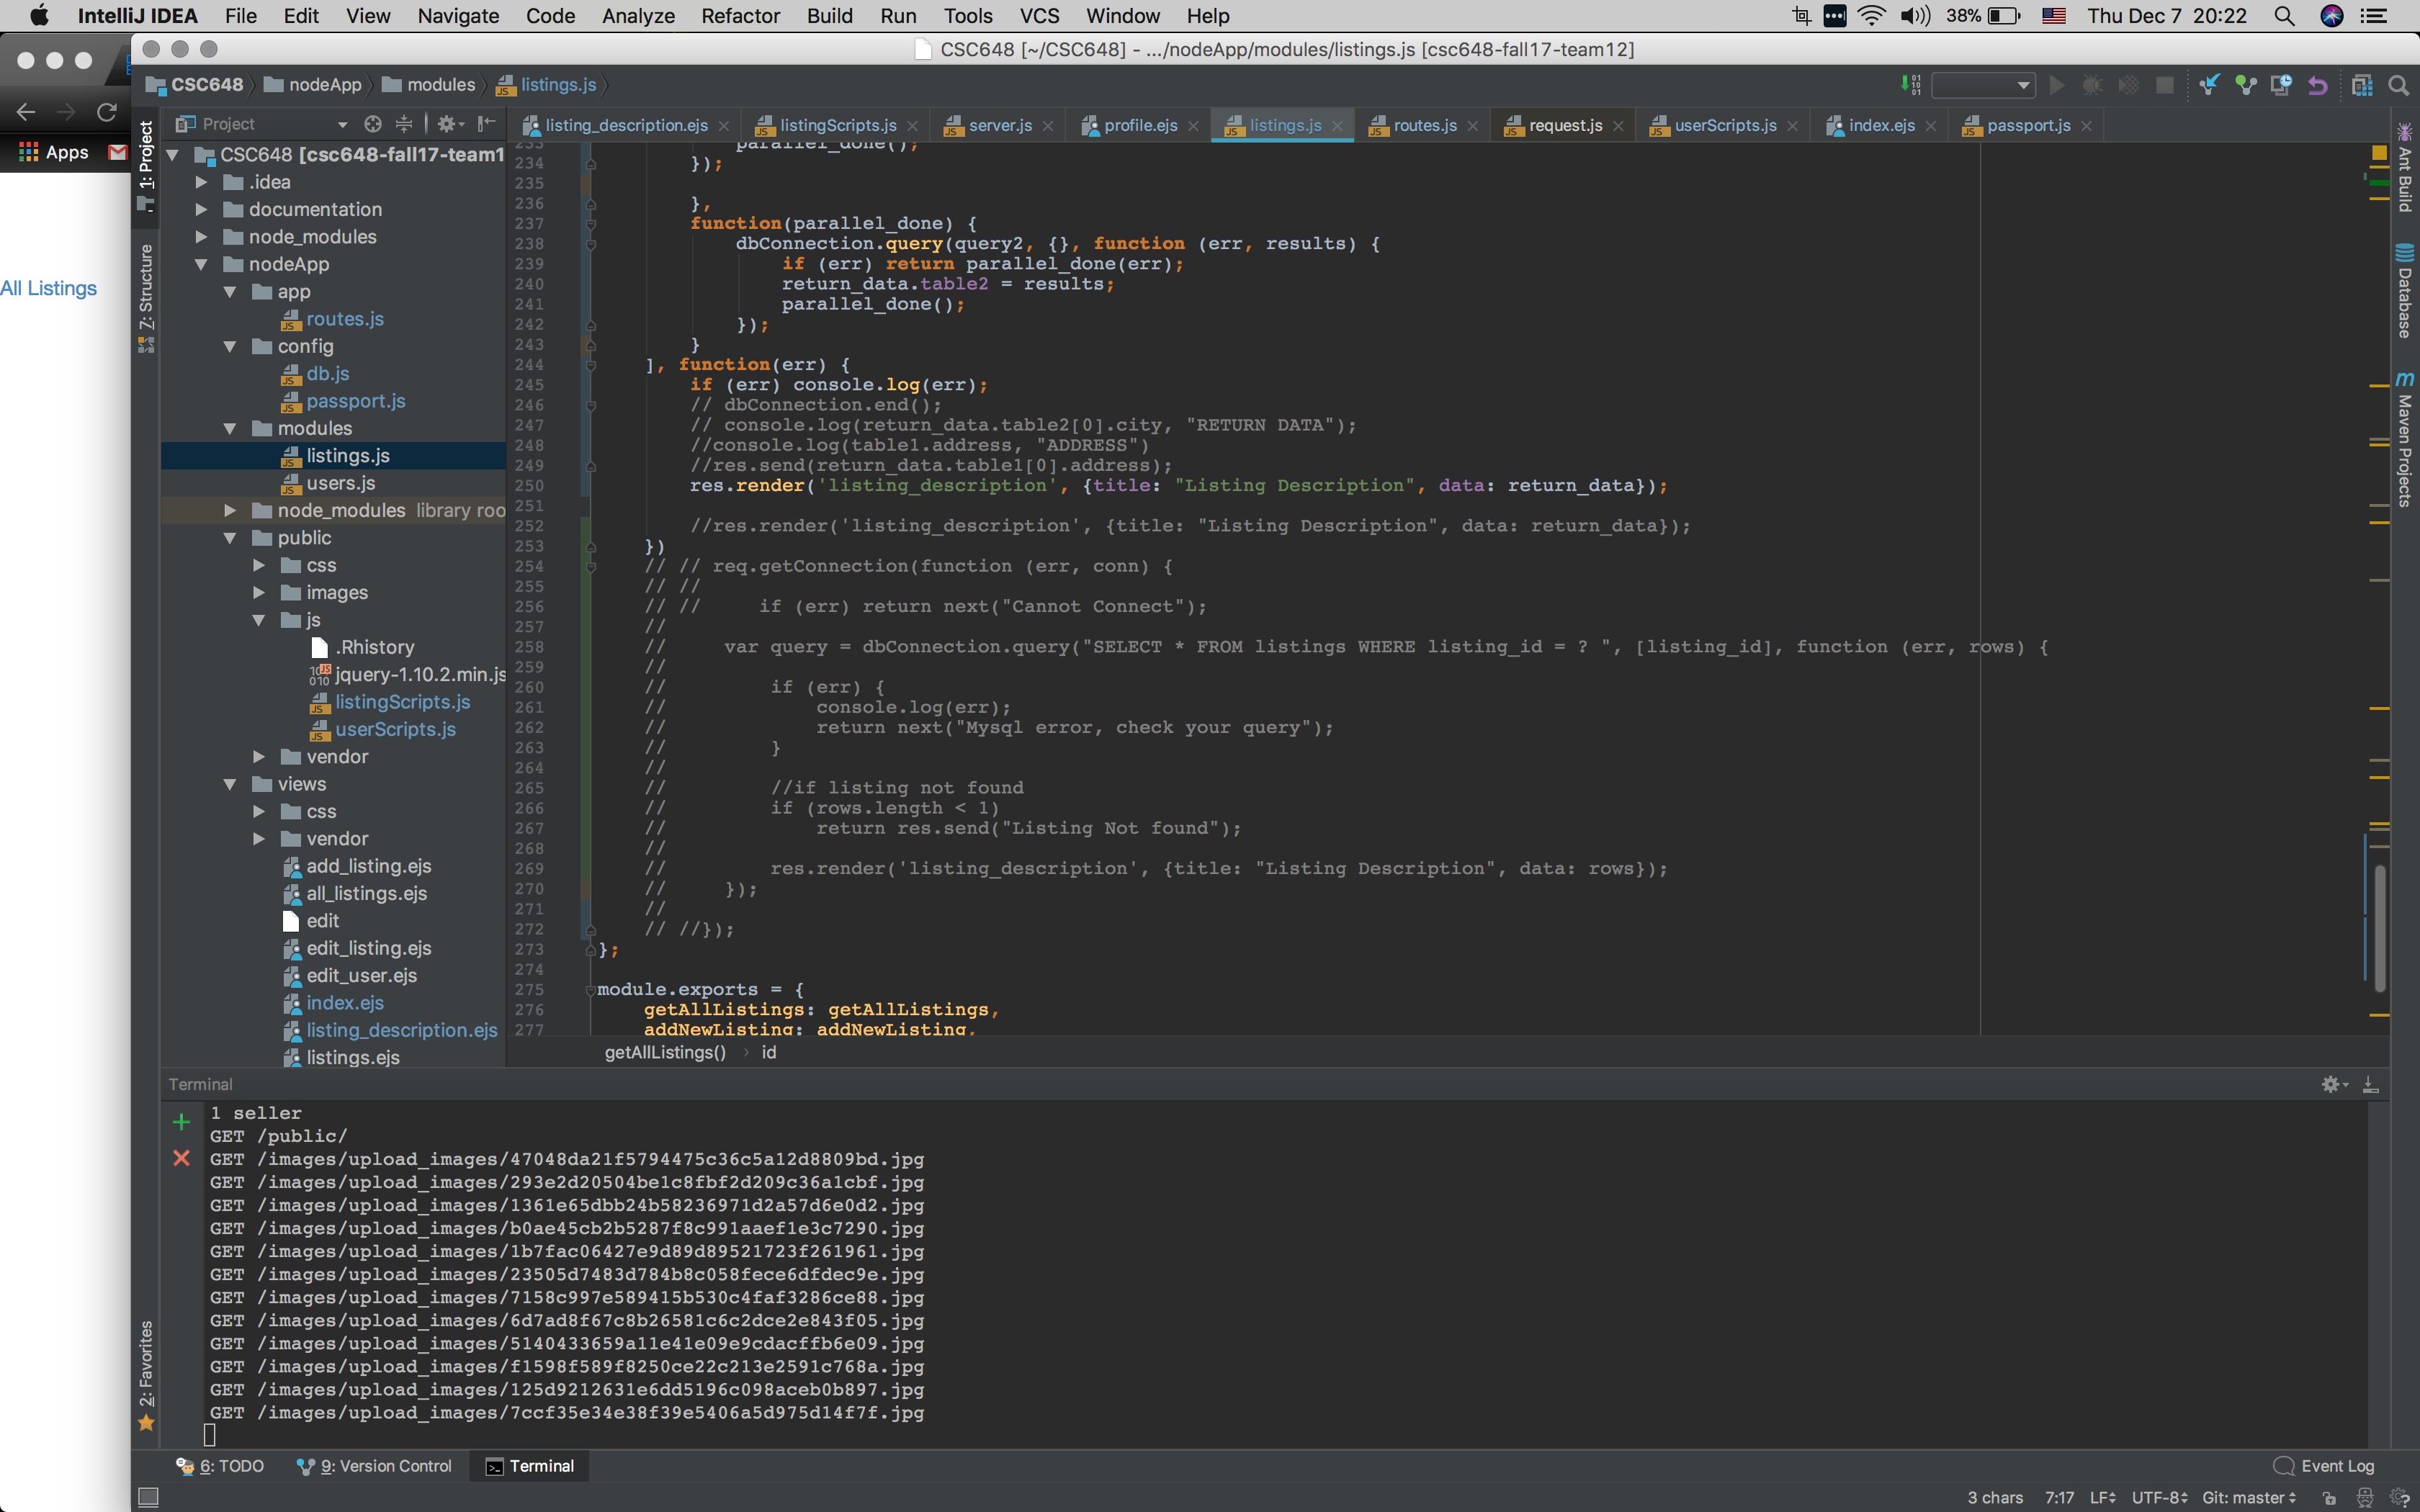 IntelliJ IDEA File Edit View Navigate Code Analyze Refactor Build Run Tools VCS Window Help 38% Thu Dec 7 20:22
CSC648 [~/CSC648] - .../nodeApp/modules/listings.js [csc648-fall17-team12]
CSC648 nodeApp modules listings.js
Apps
All Listings
1: Project
7: Structure
2: Favorites
Project
CSC648 [csc648-fall17-team1
.idea
documentation
node_modules
nodeApp
app
routes.js
config
db.js
passport.js
modules
listings.js
users.js
node_modules library roo
public
css
images
js
.Rhistory
jquery-1.10.2.min.js
listingScripts.js
userScripts.js
vendor
views
css
vendor
add_listing.ejs
all_listings.ejs
edit
edit_listing.ejs
edit_user.ejs
index.ejs
listing_description.ejs
listings.ejs
listing_description.ejs listingScripts.js server.js profile.ejs listings.js routes.js request.js userScripts.js index.ejs passport.js
233 parallel_done();
234 });
235
236 },
237 function(parallel_done) {
238 dbConnection.query(query2, {}, function (err, results) {
239 if (err) return parallel_done(err);
240 return_data.table2 = results;
241 parallel_done();
242 });
243 }
244 ], function(err) {
245 if (err) console.log(err);
246 // dbConnection.end();
247 // console.log(return_data.table2[0].city, "RETURN DATA");
248 //console.log(table1.address, "ADDRESS")
249 //res.send(return_data.table1[0].address);
250 res.render('listing_description', {title: "Listing Description", data: return_data});
251
252 //res.render('listing_description', {title: "Listing Description", data: return_data});
253 })
254 // // req.getConnection(function (err, conn) {
255 // //
256 // // if (err) return next("Cannot Connect");
257 //
258 // var query = dbConnection.query("SELECT * FROM listings WHERE listing_id = ? ", [listing_id], function (err, rows) {
259 //
260 // if (err) {
261 // console.log(err);
262 // return next("Mysql error, check your query");
263 // }
264 //
265 // //if listing not found
266 // if (rows.length < 1)
267 // return res.send("Listing Not found");
268 //
269 // res.render('listing_description', {title: "Listing Description", data: rows});
270 // });
271 //
272 // //});
273 };
274
275 module.exports = {
276 getAllListings: getAllListings,
277 addNewListing: addNewListing,
getAllListings() › id
Ant Build
Database
Maven Projects
Terminal
1 seller
GET /public/
GET /images/upload_images/47048da21f5794475c36c5a12d8809bd.jpg
GET /images/upload_images/293e2d20504be1c8fbf2d209c36a1cbf.jpg
GET /images/upload_images/1361e65dbb24b58236971d2a57d6e0d2.jpg
GET /images/upload_images/b0ae45cb2b5287f8c991aaef1e3c7290.jpg
GET /images/upload_images/1b7fac06427e9d89d89521723f261961.jpg
GET /images/upload_images/23505d7483d784b8c058fece6dfdec9e.jpg
GET /images/upload_images/7158c997e589415b530c4faf3286ce88.jpg
GET /images/upload_images/6d7ad8f67c8b26581c6c2dce2e843f05.jpg
GET /images/upload_images/5140433659a11e41e09e9cdacffb6e09.jpg
GET /images/upload_images/f1598f589f8250ce22c213e2591c768a.jpg
GET /images/upload_images/125d9212631e6dd5196c098aceb0b897.jpg
GET /images/upload_images/7ccf35e34e38f39e5406a5d975d14f7f.jpg
6: TODO 9: Version Control Terminal Event Log
3 chars 7:17 LF UTF-8 Git: master